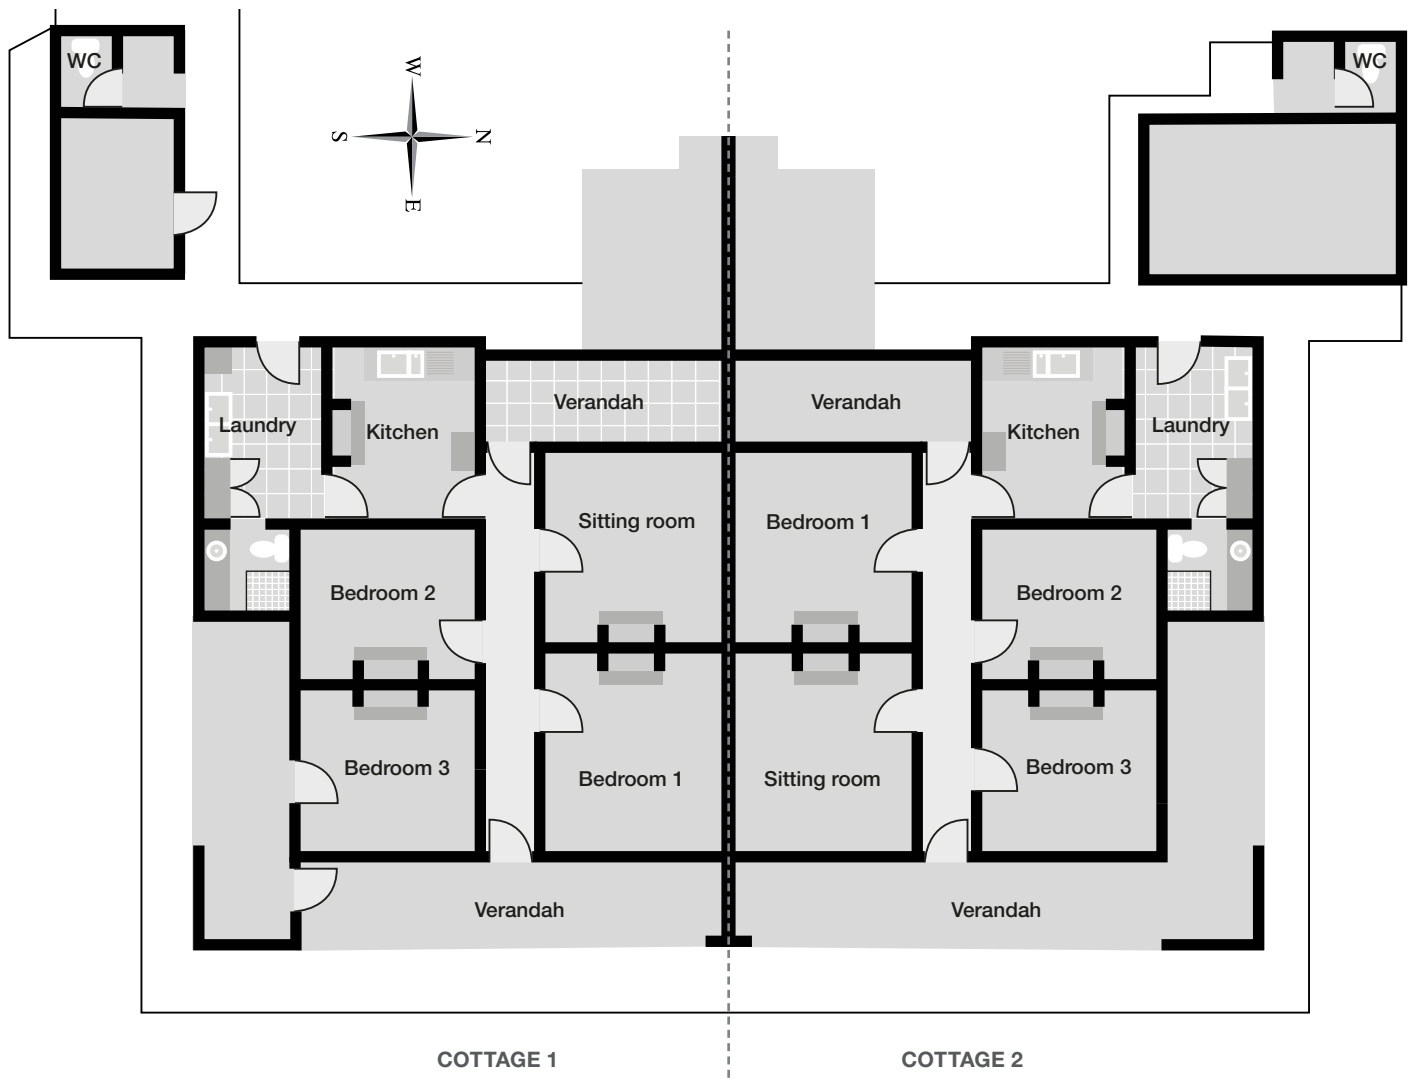 WC
WC
W
S
N
E
Verandah
Verandah
Laundry
Kitchen
Kitchen
Laundry
Sitting room
Bedroom 1
Bedroom 2
Bedroom 2
Bedroom 3
Bedroom 1
Sitting room
Bedroom 3
Verandah
Verandah
COTTAGE 1
COTTAGE 2